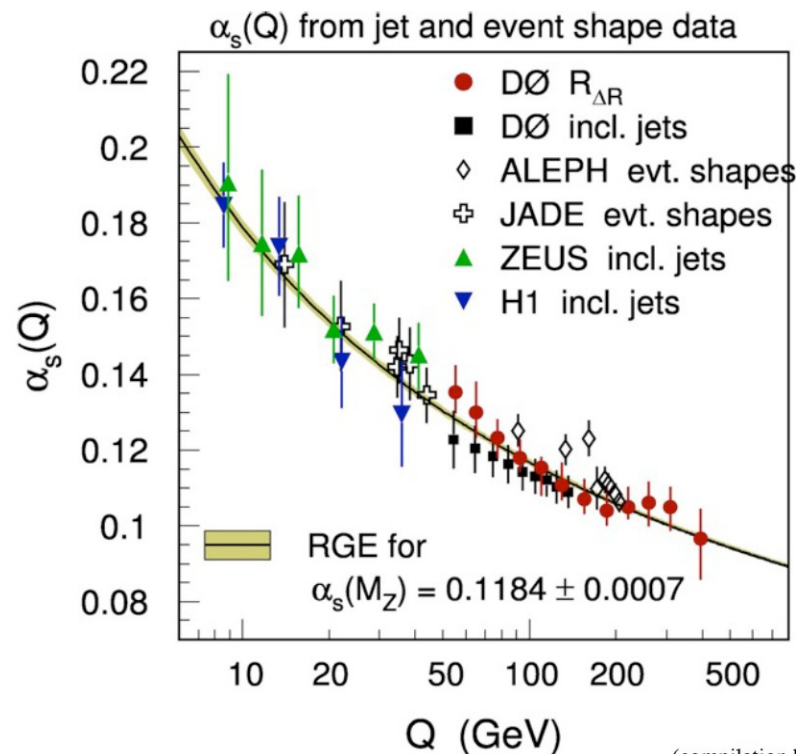 αs(Q) from jet and event shape data
0.22
0.2
0.18
0.16
0.14
0.12
0.1
0.08
αs(Q)
DØ RΔR
DØ incl. jets
ALEPH evt. shapes
JADE evt. shapes
ZEUS incl. jets
H1 incl. jets
RGE for
αs(MZ) = 0.1184 ± 0.0007
10 20 50 100 200 500
Q (GeV)